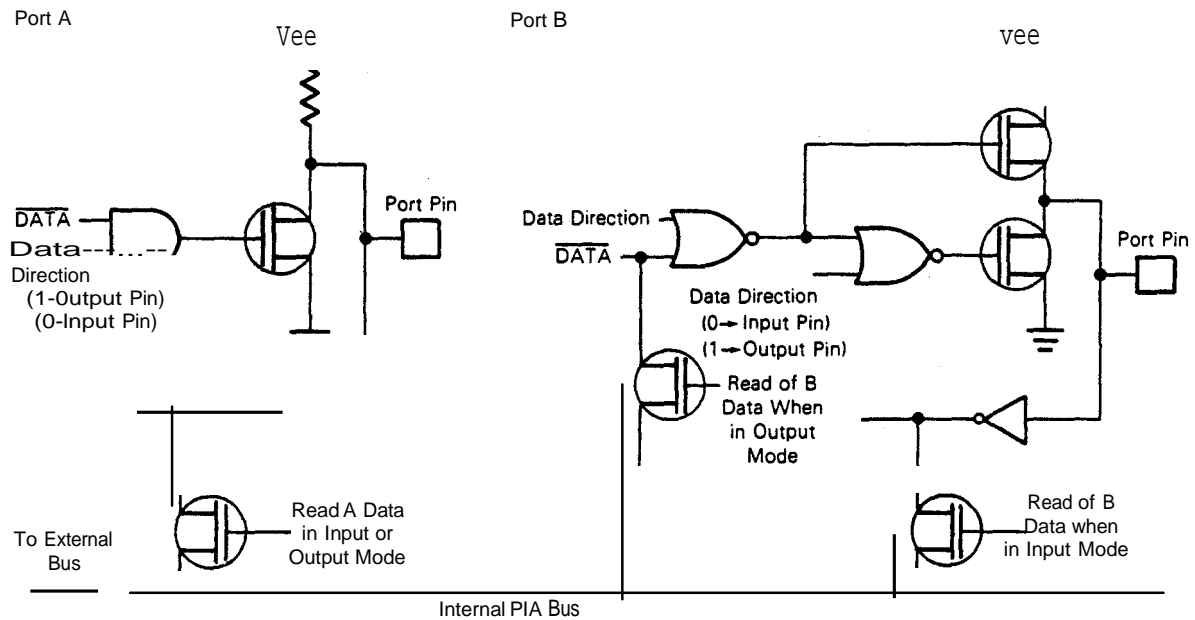 Port A
Vee
DATA
Data
Direction
(1-Output Pin)
(0-Input Pin)
Port Pin
Read A Data
in Input or
Output Mode
To External
Bus
Internal PIA Bus
Port B
vee
Data Direction
DATA
Data Direction
(0→Input Pin)
(1→Output Pin)
Port Pin
Read of B
Data When
in Output
Mode
Read of B
Data when
in Input Mode